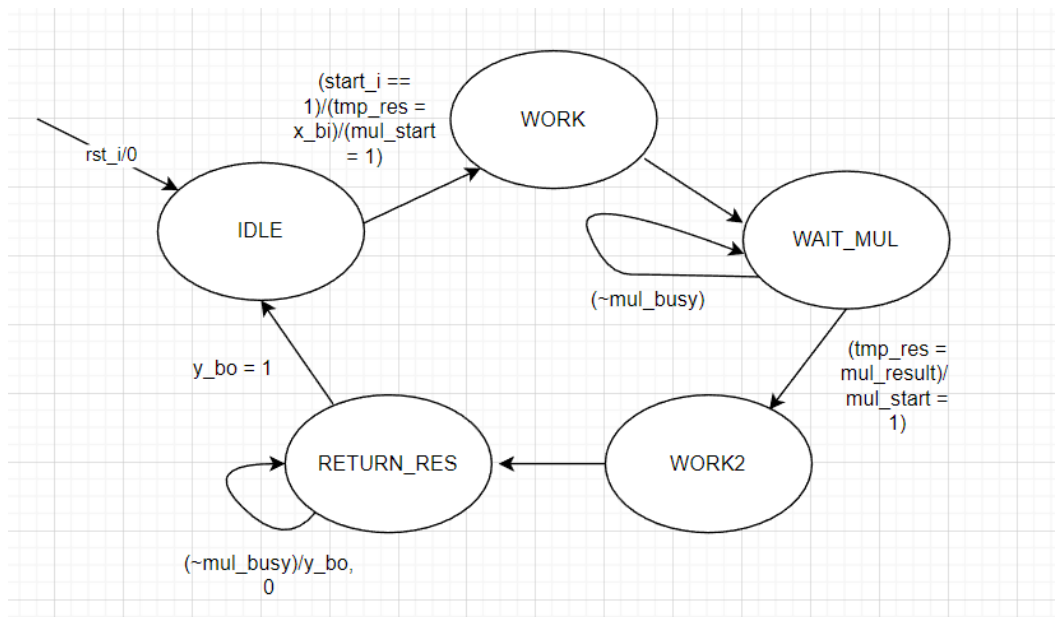 (start_i ==
1)/(tmp_res =
x_bi)/(mul_start
= 1)
WORK
rst_i/0
IDLE
WAIT_MUL
(~mul_busy)
(tmp_res =
mul_result)/
mul_start =
1)
y_bo = 1
RETURN_RES
WORK2
(~mul_busy)/y_bo,
0